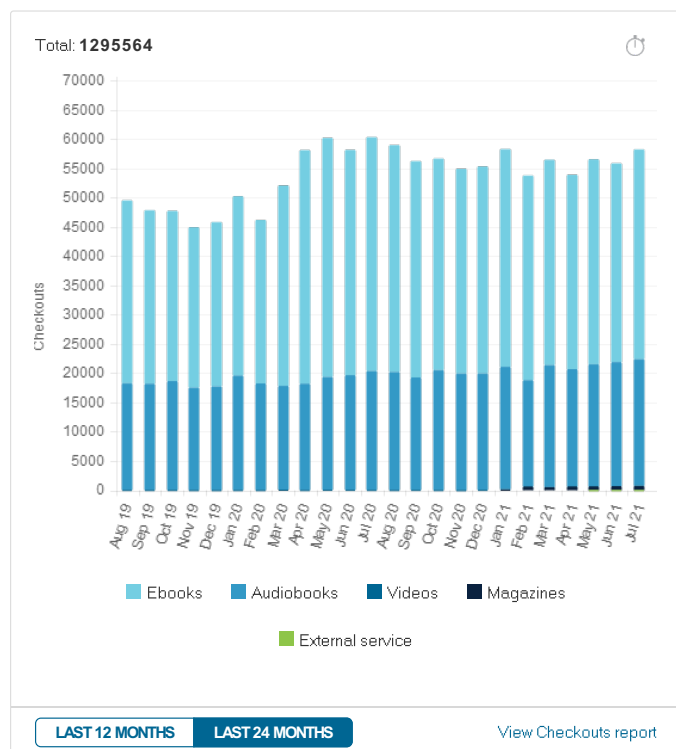 Total: 1295564
70000
65000
60000
55000
50000
45000
40000
35000
30000
25000
20000
15000
10000
5000
0
Checkouts
Aug 19 Sep 19 Oct 19 Nov 19 Dec 19 Jan 20 Feb 20 Mar 20 Apr 20 May 20 Jun 20 Jul 20 Aug 20 Sep 20 Oct 20 Nov 20 Dec 20 Jan 21 Feb 21 Mar 21 Apr 21 May 21 Jun 21 Jul 21
Ebooks Audiobooks Videos Magazines
External service
LAST 12 MONTHS LAST 24 MONTHS View Checkouts report